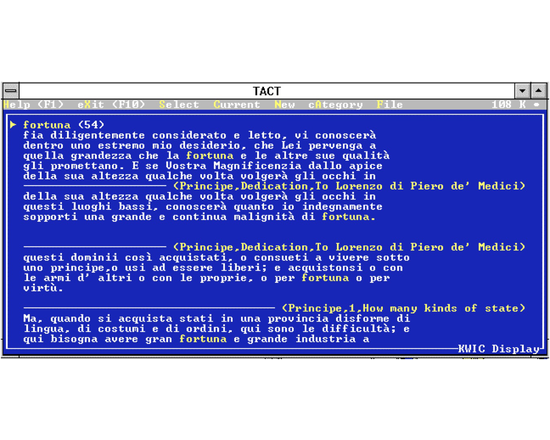 TACT
Help (F1) eXit (F10) Select Current New cAtegory File 108 K
fortuna (54)
fia diligentemente considerato e letto, vi conoscerà
dentro uno estremo mio desiderio, che Lei pervenga a
quella grandezza che la fortuna e le altre sue qualità
gli promettano. E se Vostra Magnificenzia dallo apice
della sua altezza qualche volta volgerà gli occhi in
(Principe,Dedication,To Lorenzo di Piero de' Medici)
della sua altezza qualche volta volgerà gli occhi in
questi luoghi bassi, conoscerà quanto io indegnamente
sopporti una grande e continua malignità di fortuna.
(Principe,Dedication,To Lorenzo di Piero de' Medici)
questi dominii così acquistati, o consueti a vivere sotto
uno principe,o usi ad essere liberi; e acquistonsi o con
le armi d' altri o con le proprie, o per fortuna o per
virtù.
(Principe,1,How many kinds of state)
Ma, quando si acquista stati in una provincia disforme di
lingua, di costumi e di ordini, qui sono le difficultà; e
qui bisogna avere gran fortuna e grande industria a
KWIC Display